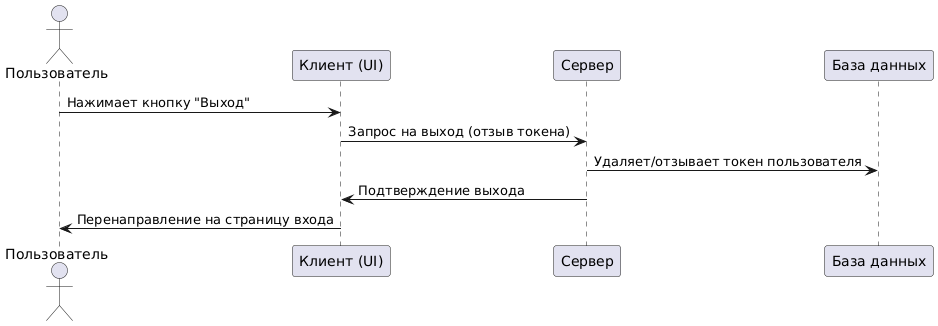 Пользователь
Клиент (UI)
Сервер
База данных
Нажимает кнопку "Выход"
Запрос на выход (отзыв токена)
Удаляет/отзывает токен пользователя
Подтверждение выхода
Перенаправление на страницу входа
Пользователь
Клиент (UI)
Сервер
База данных